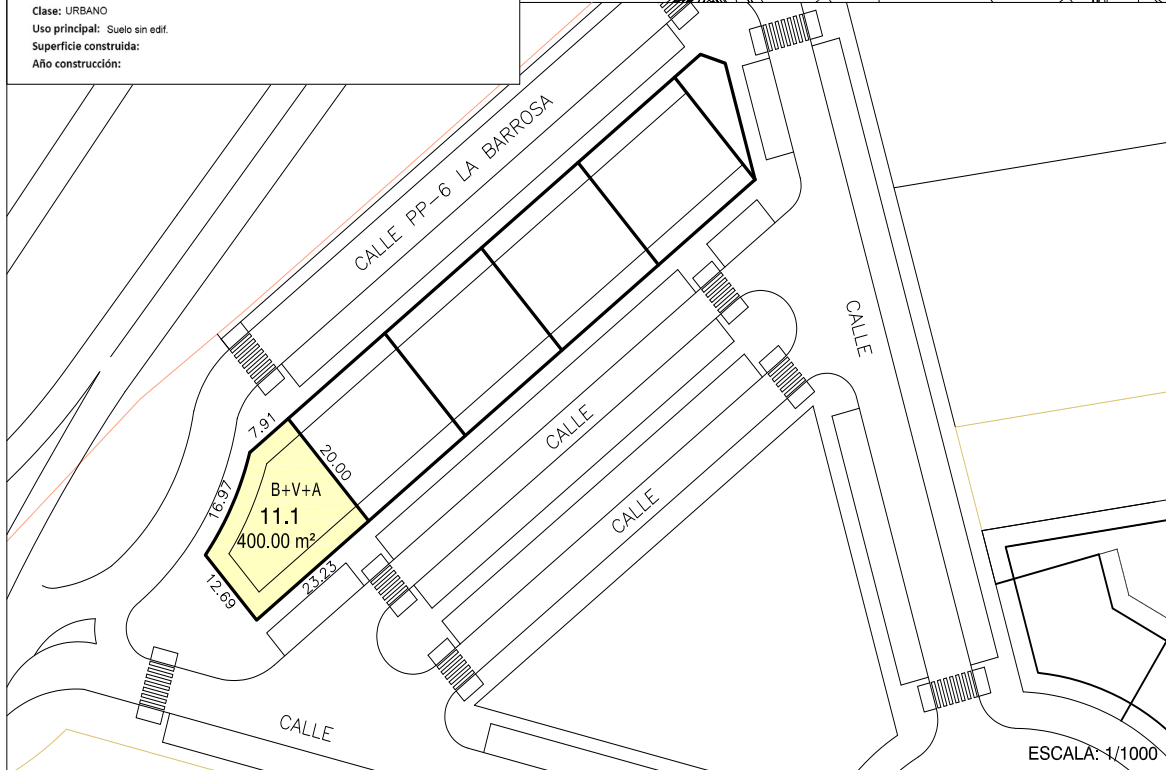 Clase: URBANO
Uso principal: Suelo sin edif.
Superficie construida:
Año construcción:
CALLE PP-6 LA BARROSA
CALLE
7.91
20.00
16.97
B+V+A
11.1
400.00 m²
12.69
23.23
CALLE
CALLE
CALLE
ESCALA: 1/1000